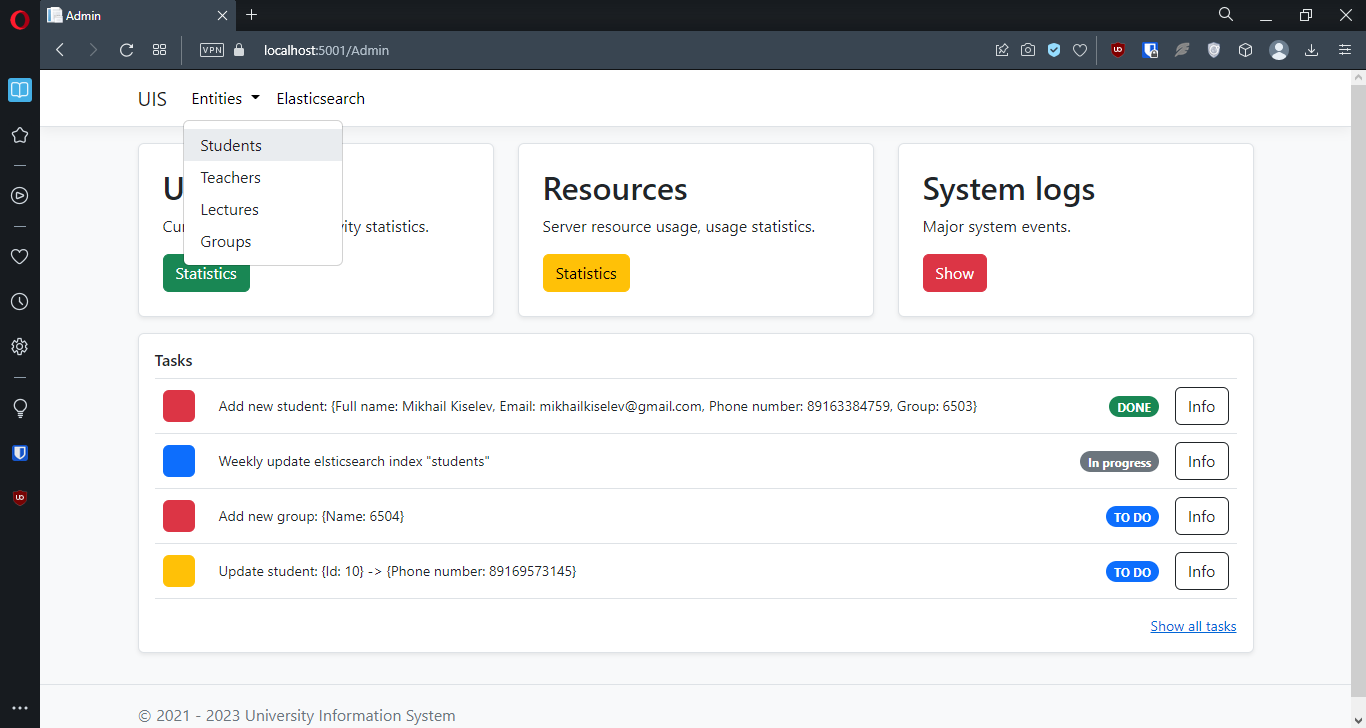 Admin
VPN
localhost:5001/Admin
UD
UIS Entities Elasticsearch
Students
Teachers
Lectures
Groups
vity statistics.
Statistics
Resources
Server resource usage, usage statistics.
Statistics
System logs
Major system events.
Show
Tasks
Add new student: {Full name: Mikhail Kiselev, Email: mikhailkiselev@gmail.com, Phone number: 89163384759, Group: 6503} DONE Info
Weekly update elsticsearch index "students" In progress Info
Add new group: {Name: 6504} TO DO Info
Update student: {Id: 10} -> {Phone number: 89169573145} TO DO Info
Show all tasks
© 2021 - 2023 University Information System
UD